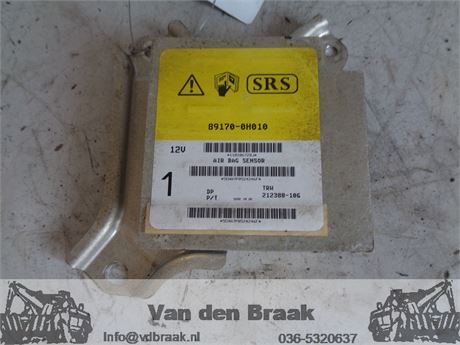 SRS
89170-0H010
12V
AIR BAG SENSOR
1
DP
TRW
P/T
212388-106
Van den Braak
Info@vdbraak.nl
036-5320637